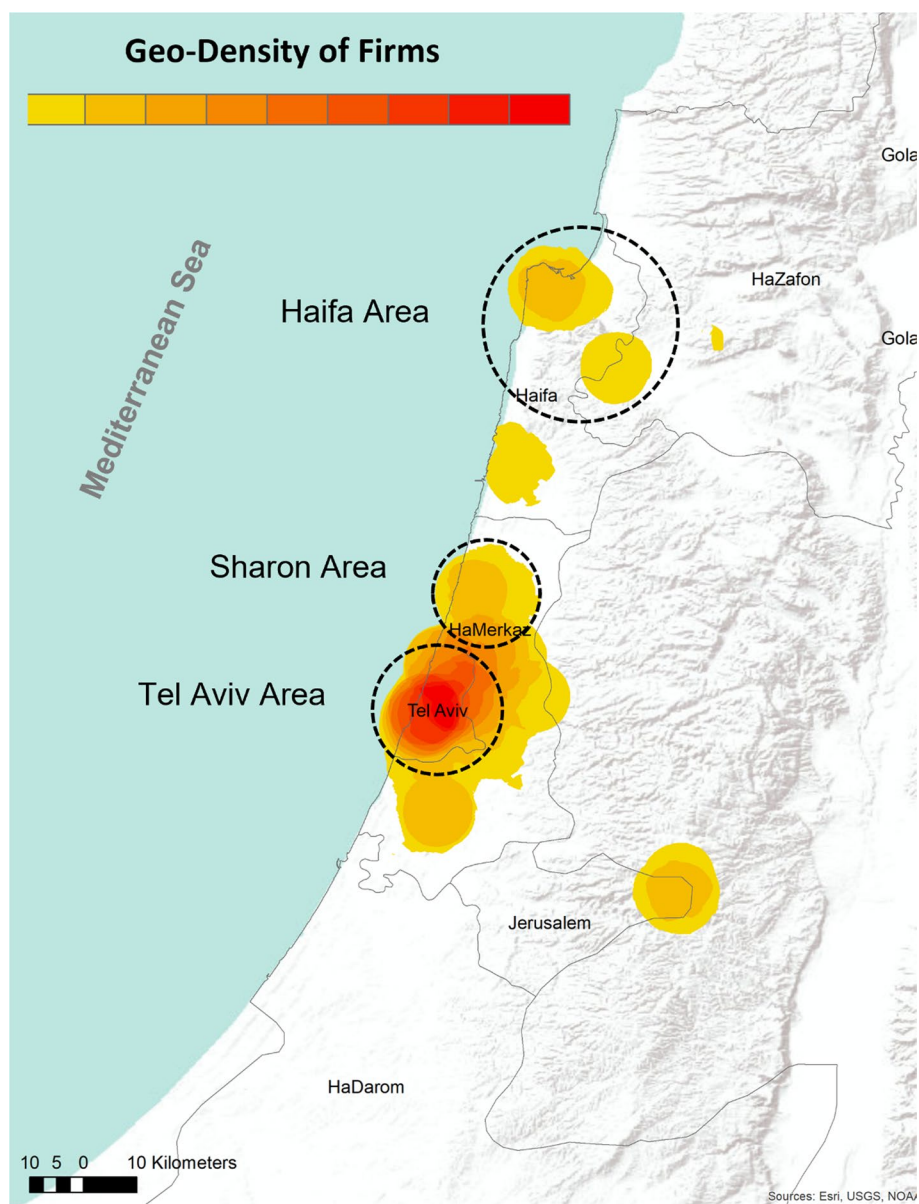 Geo-Density of Firms
Gola
HaZafon
Mediterranean Sea
Haifa Area
Gola
Haifa
Sharon Area
HaMerkaz
Tel Aviv Area
Tel Aviv
Jerusalem
HaDarom
10 5 0 10 Kilometers
Sources: Esri, USGS, NOAA